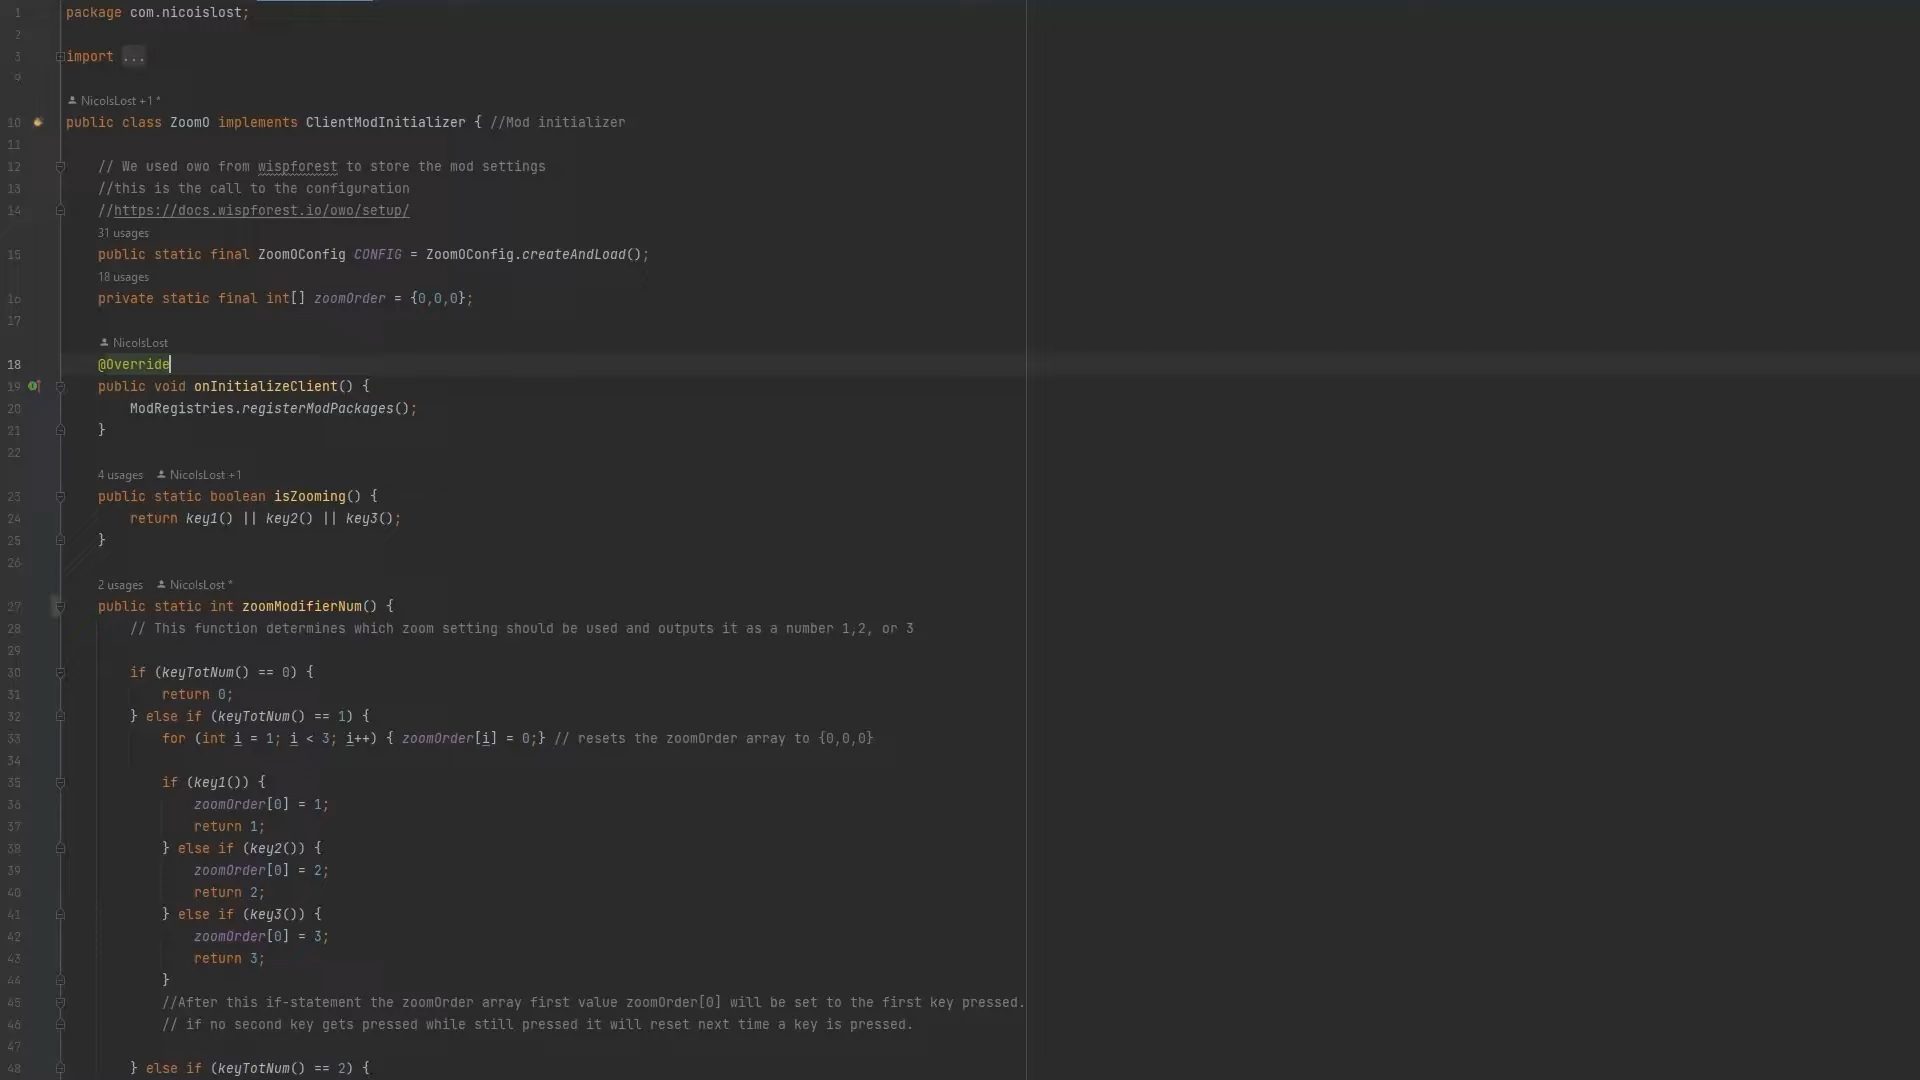 1 package com.nicoislost;
2
3 import ...
9
NicoIsLost +1 *
10 public class ZoomO implements ClientModInitializer { //Mod initializer
11
12 // We used owo from wispforest to store the mod settings
13 //this is the call to the configuration
14 //https://docs.wispforest.io/owo/setup/
31 usages
15 public static final ZoomOConfig CONFIG = ZoomOConfig.createAndLoad();
18 usages
16 private static final int[] zoomOrder = {0,0,0};
17
NicoIsLost
18 @Override
19 public void onInitializeClient() {
20 ModRegistries.registerModPackages();
21 }
22
4 usages NicoIsLost +1
23 public static boolean isZooming() {
24 return key1() || key2() || key3();
25 }
26
2 usages NicoIsLost *
27 public static int zoomModifierNum() {
28 // This function determines which zoom setting should be used and outputs it as a number 1,2, or 3
29
30 if (keyTotNum() == 0) {
31 return 0;
32 } else if (keyTotNum() == 1) {
33 for (int i = 1; i < 3; i++) { zoomOrder[i] = 0;} // resets the zoomOrder array to {0,0,0}
34
35 if (key1()) {
36 zoomOrder[0] = 1;
37 return 1;
38 } else if (key2()) {
39 zoomOrder[0] = 2;
40 return 2;
41 } else if (key3()) {
42 zoomOrder[0] = 3;
43 return 3;
44 }
45 //After this if-statement the zoomOrder array first value zoomOrder[0] will be set to the first key pressed.
46 // if no second key gets pressed while still pressed it will reset next time a key is pressed.
47
48 } else if (keyTotNum() == 2) {